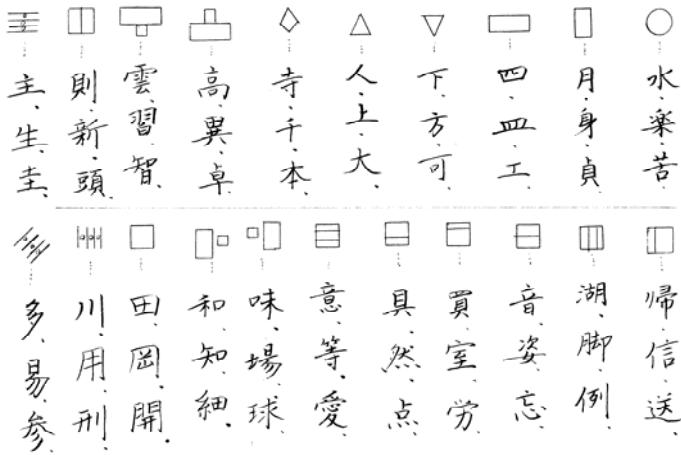 水、楽、苦
月、身、貞
四、皿、工
下、方、可
人、上、大
寺、千、本
高、異、卓
雲、習、智
則、新、頭
主、生、圭
帰、信、送
湖、脚、例
音、姿、忘
買、室、労
具、然、点
意、等、愛
味、場、球
和、知、細
田、岡、開
川、用、刑
多、易、参